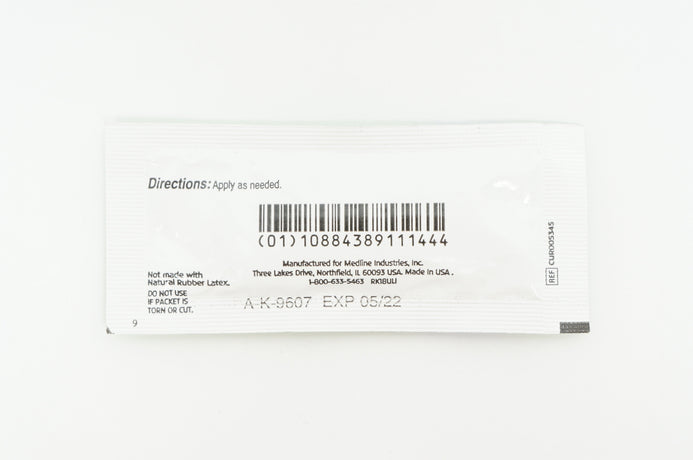 Directions: Apply as needed.
(01)10884389111444
Manufactured for Medline Industries, Inc.
Three Lakes Drive, Northfield, IL 60093 USA. Made in USA.
1-800-633-5463 RK18ULI
Not made with
Natural Rubber Latex.
DO NOT USE
IF PACKET IS
TORN OR CUT.
A K-9607 EXP 05/22
9
REF CUR005345